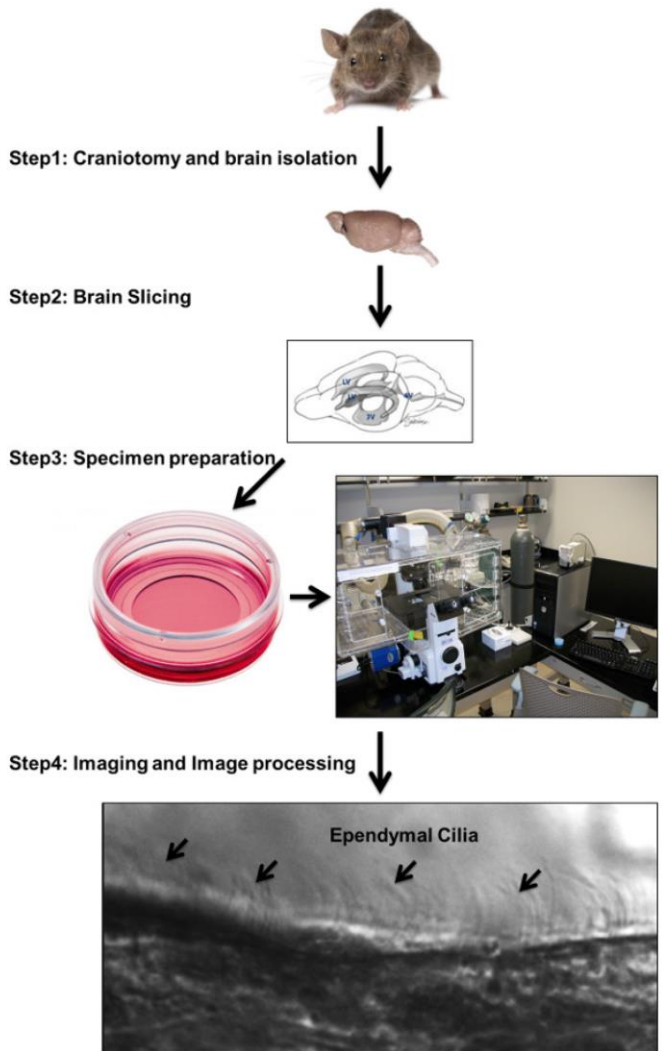 Step1: Craniotomy and brain isolation
Step2: Brain Slicing
LV
LV
4V
3V
Step3: Specimen preparation
Step4: Imaging and Image processing
Ependymal Cilia